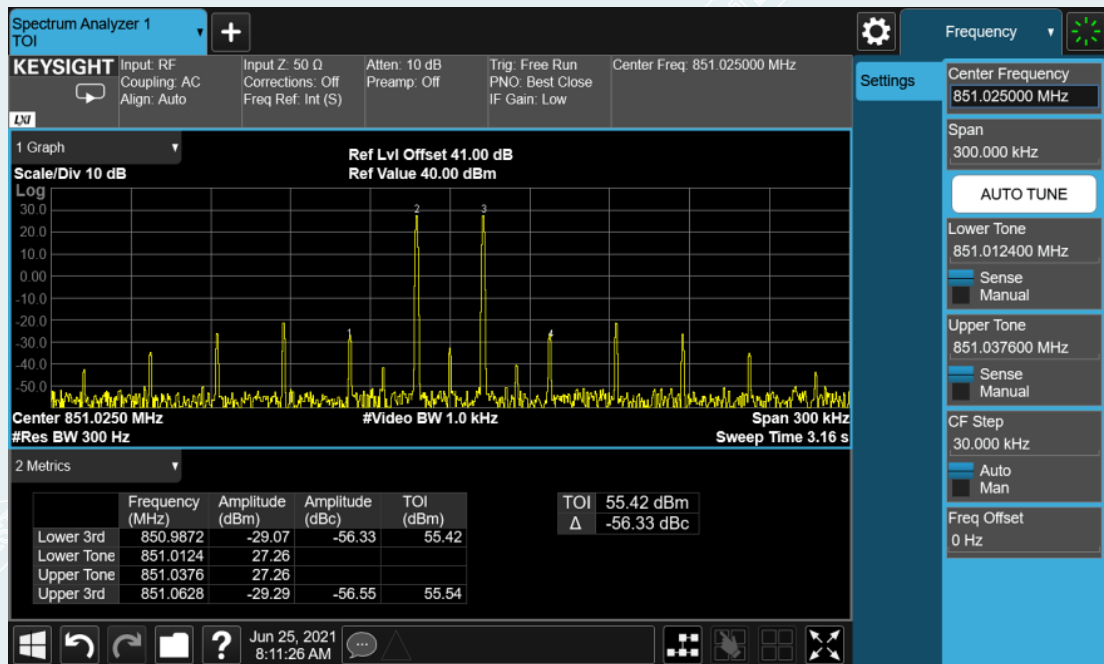 Spectrum Analyzer 1
TOI
+
Frequency
KEYSIGHT
LXI
Input: RF
Coupling: AC
Align: Auto
Input Z: 50 Ω
Corrections: Off
Freq Ref: Int (S)
Atten: 10 dB
Preamp: Off
Trig: Free Run
PNO: Best Close
IF Gain: Low
Center Freq: 851.025000 MHz
Settings
1 Graph
Scale/Div 10 dB
Ref Lvl Offset 41.00 dB
Ref Value 40.00 dBm
Log
30.0
20.0
10.0
0.00
-10.0
-20.0
-30.0
-40.0
-50.0
1
2
3
4
Center 851.0250 MHz
#Video BW 1.0 kHz
Span 300 kHz
#Res BW 300 Hz
Sweep Time 3.16 s
2 Metrics
Frequency (MHz) Amplitude (dBm) Amplitude (dBc) TOI (dBm)
Lower 3rd 850.9872 -29.07 -56.33 55.42
Lower Tone 851.0124 27.26
Upper Tone 851.0376 27.26
Upper 3rd 851.0628 -29.29 -56.55 55.54
TOI 55.42 dBm
Δ -56.33 dBc
Center Frequency
851.025000 MHz
Span
300.000 kHz
AUTO TUNE
Lower Tone
851.012400 MHz
Sense
Manual
Upper Tone
851.037600 MHz
Sense
Manual
CF Step
30.000 kHz
Auto
Man
Freq Offset
0 Hz
?
Jun 25, 2021
8:11:26 AM